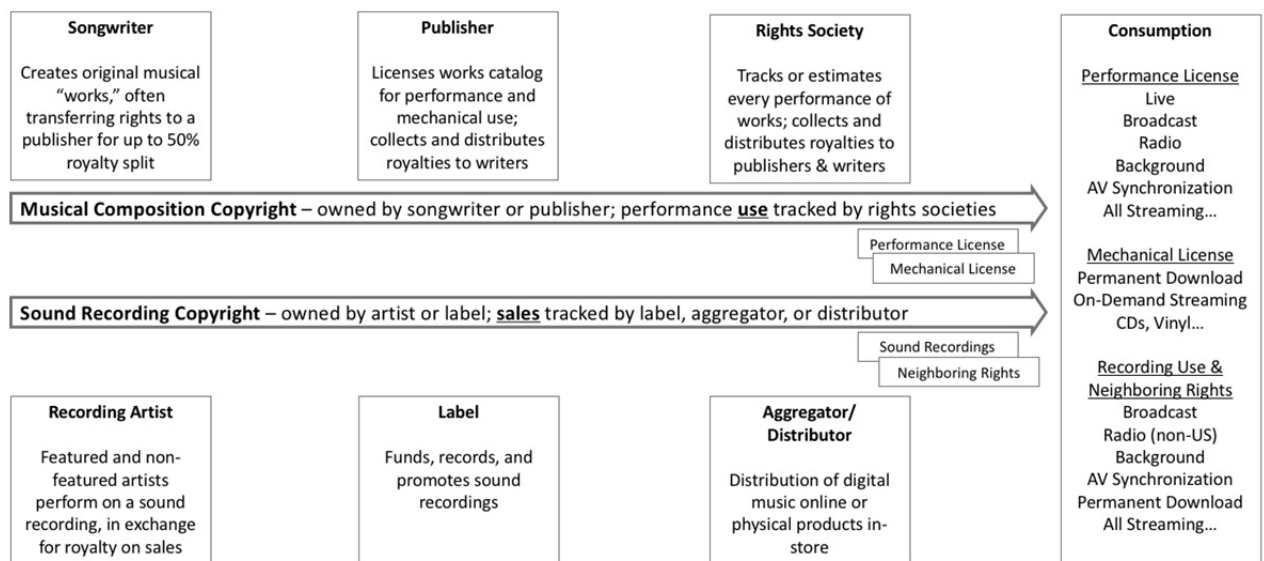 Songwriter
Creates original musical
“works,” often
transferring rights to a
publisher for up to 50%
royalty split
Publisher
Licenses works catalog
for performance and
mechanical use;
collects and distributes
royalties to writers
Rights Society
Tracks or estimates
every performance of
works; collects and
distributes royalties to
publishers & writers
Musical Composition Copyright – owned by songwriter or publisher; performance use tracked by rights societies
Performance License
Mechanical License
Sound Recording Copyright – owned by artist or label; sales tracked by label, aggregator, or distributor
Sound Recordings
Neighboring Rights
Recording Artist
Featured and non-
featured artists
perform on a sound
recording, in exchange
for royalty on sales
Label
Funds, records, and
promotes sound
recordings
Aggregator/
Distributor
Distribution of digital
music online or
physical products in-
store
Consumption
Performance License
Live
Broadcast
Radio
Background
AV Synchronization
All Streaming…
Mechanical License
Permanent Download
On-Demand Streaming
CDs, Vinyl…
Recording Use &
Neighboring Rights
Broadcast
Radio (non-US)
Background
AV Synchronization
Permanent Download
All Streaming…